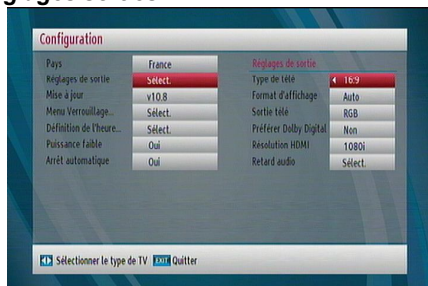 Configuration
Pays France
Réglages de sortie Sélect.
Mise à jour v10.8
Menu Verrouillage... Sélect.
Définition de l'heure... Sélect.
Puissance faible Oui
Arrêt automatique Oui
Réglages de sortie
Type de télé 16:9
Format d'affichage Auto
Sortie télé RGB
Préférer Dolby Digital Non
Résolution HDMI 1080i
Retard audio Sélect.
Sélectionner le type de TV EXIT Quitter